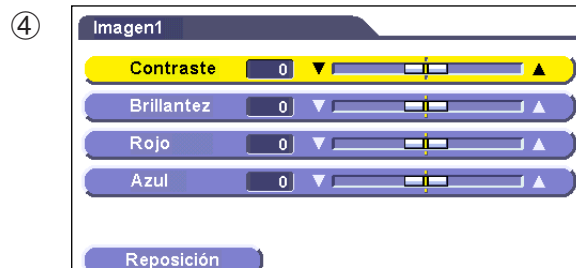 ④
Imagen1
Contraste 0
Brillantez 0
Rojo 0
Azul 0
Reposición